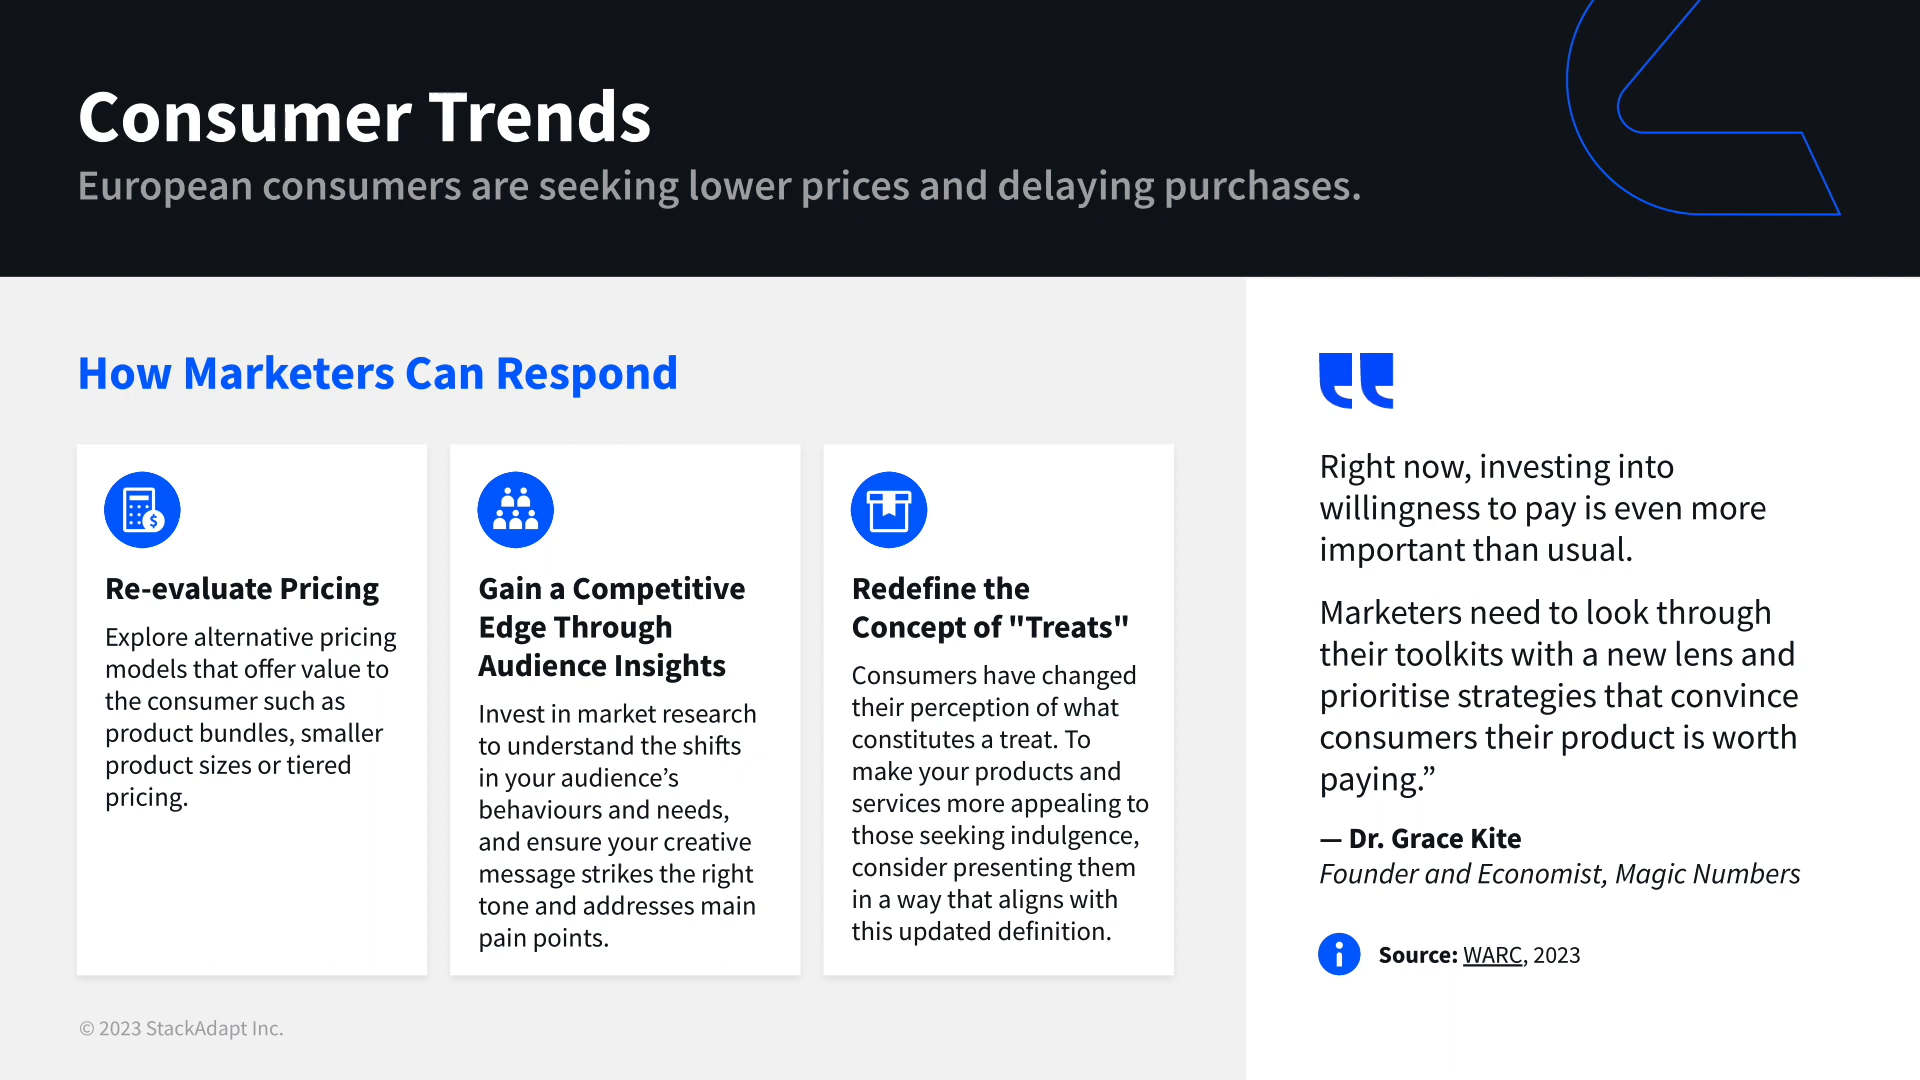 Consumer Trends
European consumers are seeking lower prices and delaying purchases.
How Marketers Can Respond
Re-evaluate Pricing
Explore alternative pricing
models that offer value to
the consumer such as
product bundles, smaller
product sizes or tiered
pricing.
Gain a Competitive
Edge Through
Audience Insights
Invest in market research
to understand the shifts
in your audience’s
behaviours and needs,
and ensure your creative
message strikes the right
tone and addresses main
pain points.
Redefine the
Concept of "Treats"
Consumers have changed
their perception of what
constitutes a treat. To
make your products and
services more appealing to
those seeking indulgence,
consider presenting them
in a way that aligns with
this updated definition.
Right now, investing into
willingness to pay is even more
important than usual.
Marketers need to look through
their toolkits with a new lens and
prioritise strategies that convince
consumers their product is worth
paying.”
— Dr. Grace Kite
Founder and Economist, Magic Numbers
Source: WARC, 2023
© 2023 StackAdapt Inc.